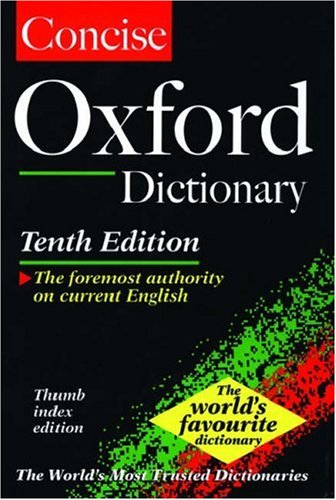 Concise
Oxford
Dictionary
Tenth Edition
The foremost authority
on current English
Thumb
index
edition
The
world's
favourite
dictionary
The World's Most Trusted Dictionaries